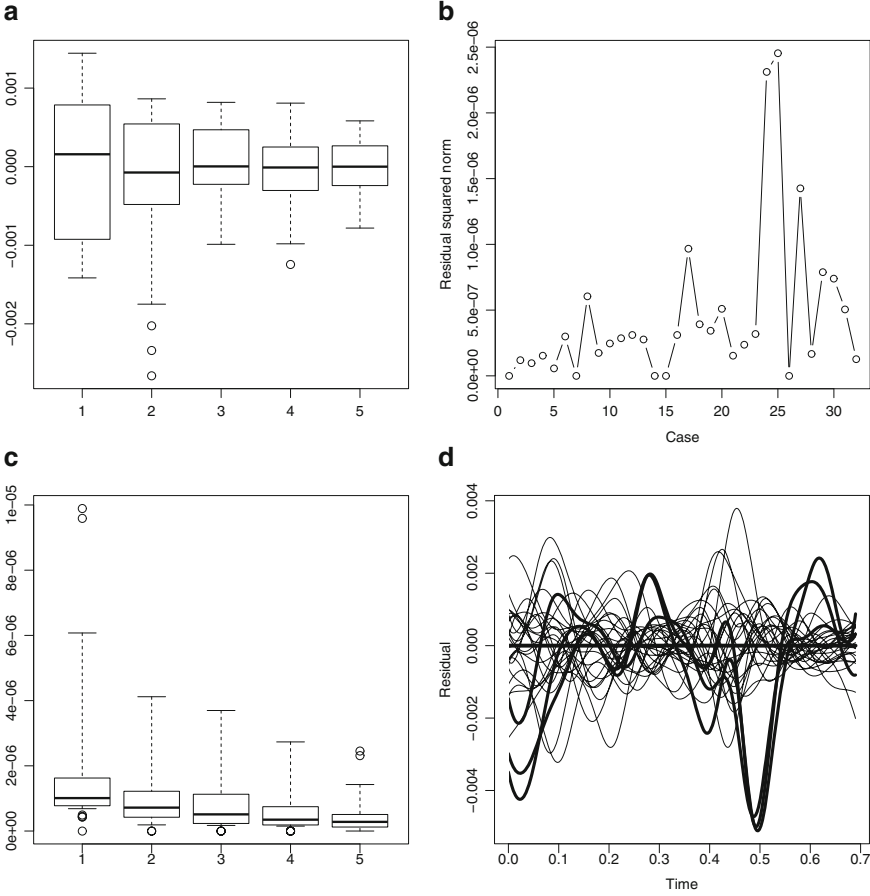 a
0.001
0.000
−0.001
−0.002
1 2 3 4 5
b
Residual squared norm
2.5e−06
2.0e−06
1.5e−06
1.0e−06
5.0e−07
0.0e+00
0 5 10 15 20 25 30
Case
c
1e−05
8e−06
6e−06
4e−06
2e−06
0e+00
1 2 3 4 5
d
Residual
0.004
0.002
0.000
−0.002
−0.004
0.0 0.1 0.2 0.3 0.4 0.5 0.6 0.7
Time